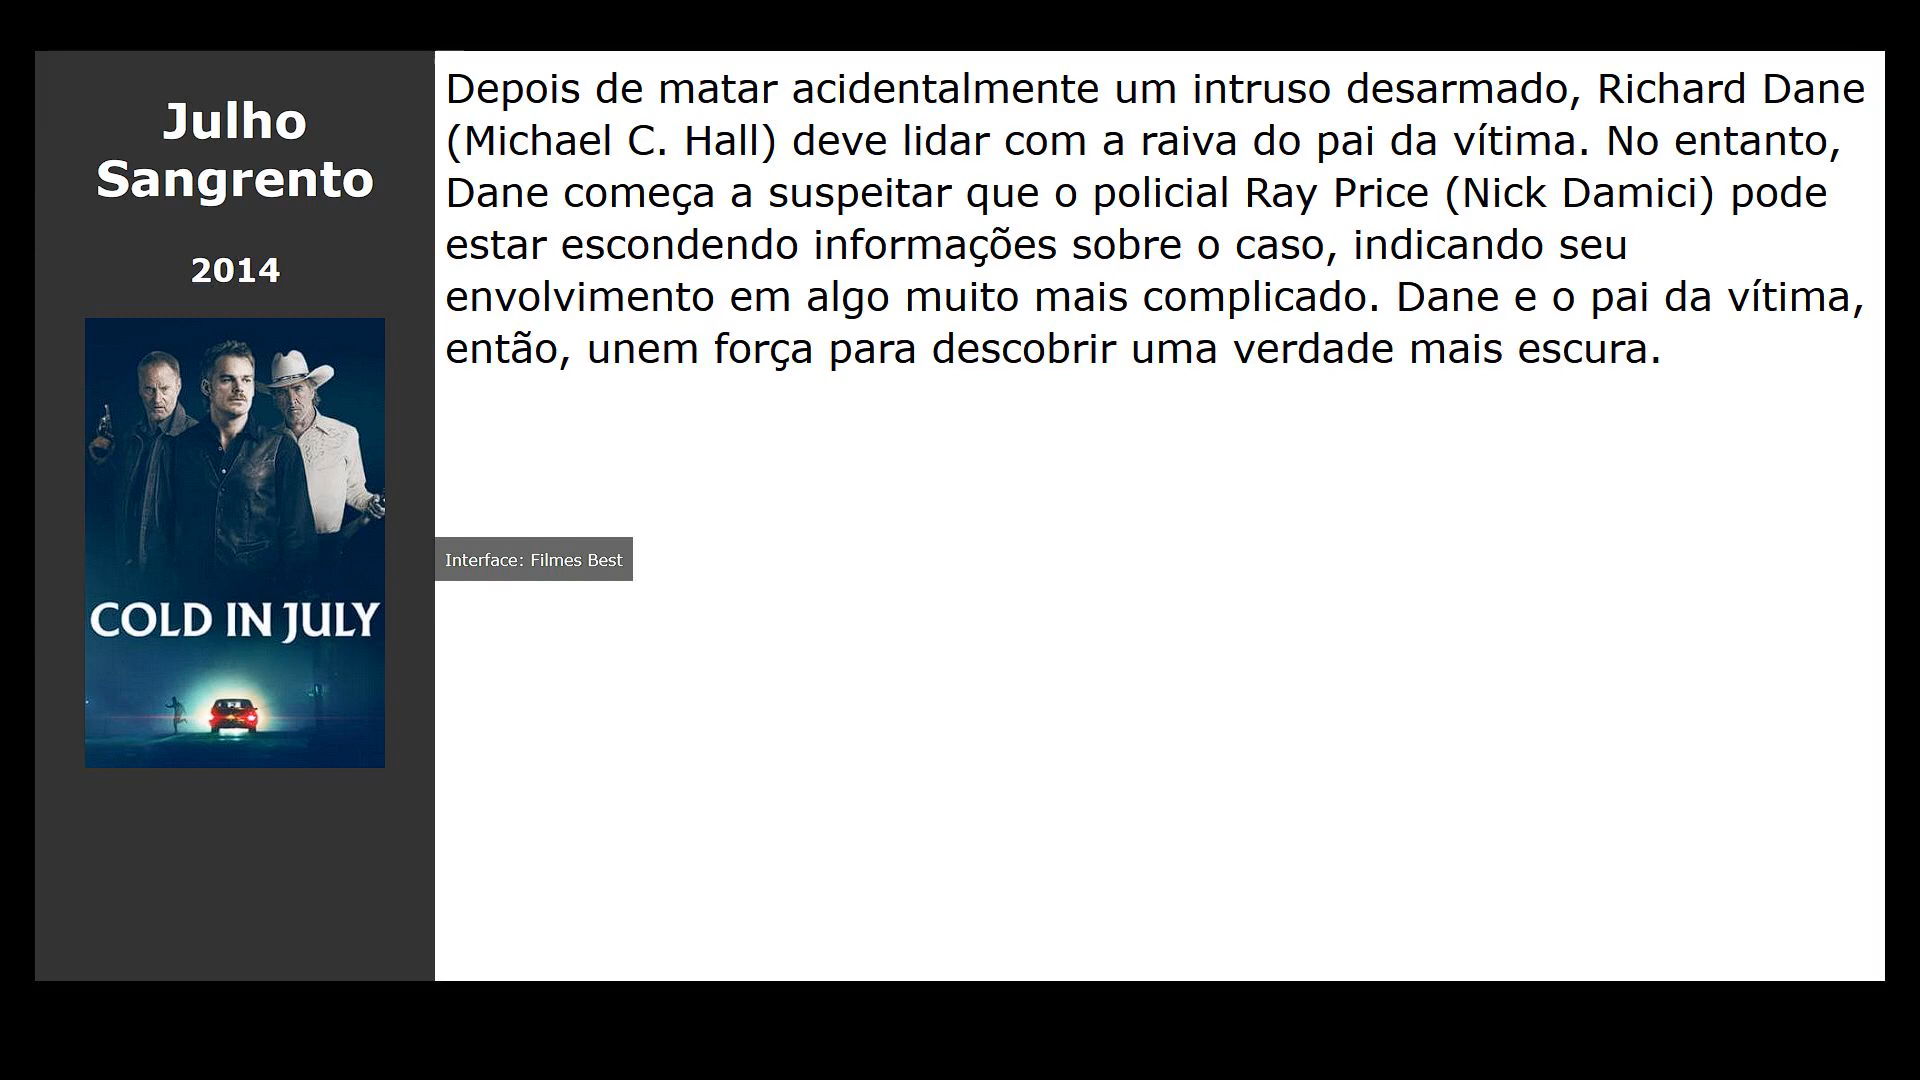 Julho
Sangrento
2014
COLD IN JULY
Depois de matar acidentalmente um intruso desarmado, Richard Dane
(Michael C. Hall) deve lidar com a raiva do pai da vítima. No entanto,
Dane começa a suspeitar que o policial Ray Price (Nick Damici) pode
estar escondendo informações sobre o caso, indicando seu
envolvimento em algo muito mais complicado. Dane e o pai da vítima,
então, unem força para descobrir uma verdade mais escura.
Interface: Filmes Best